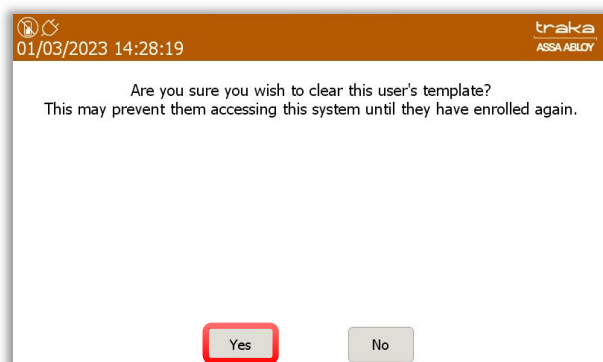 traka
01/03/2023 14:28:19
ASSA ABLOY
Are you sure you wish to clear this user's template?
This may prevent them accessing this system until they have enrolled again.
Yes
No